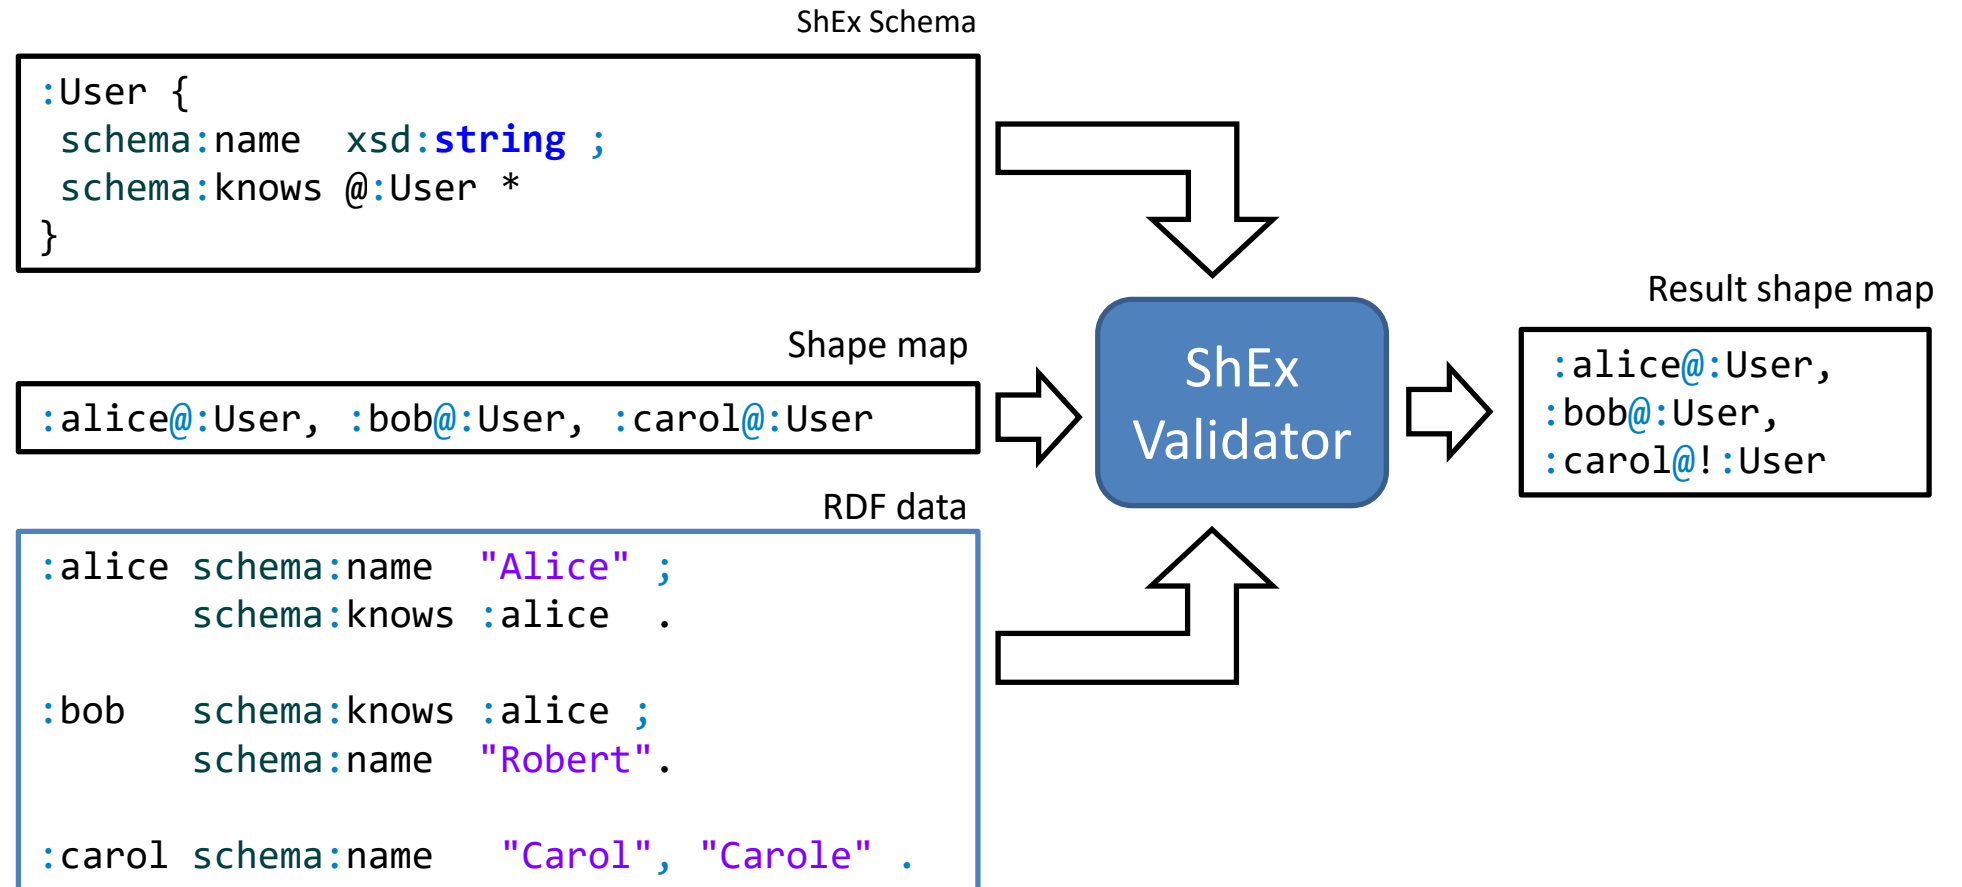 ShEx Schema
:User {
 schema:name  xsd:string ;
 schema:knows @:User *
}
Shape map
:alice@:User, :bob@:User, :carol@:User
RDF data
:alice schema:name  "Alice" ;
       schema:knows :alice  .
:bob   schema:knows :alice ;
       schema:name  "Robert".
:carol schema:name   "Carol", "Carole" .
ShEx
Validator
Result shape map
:alice@:User,
:bob@:User,
:carol@!:User